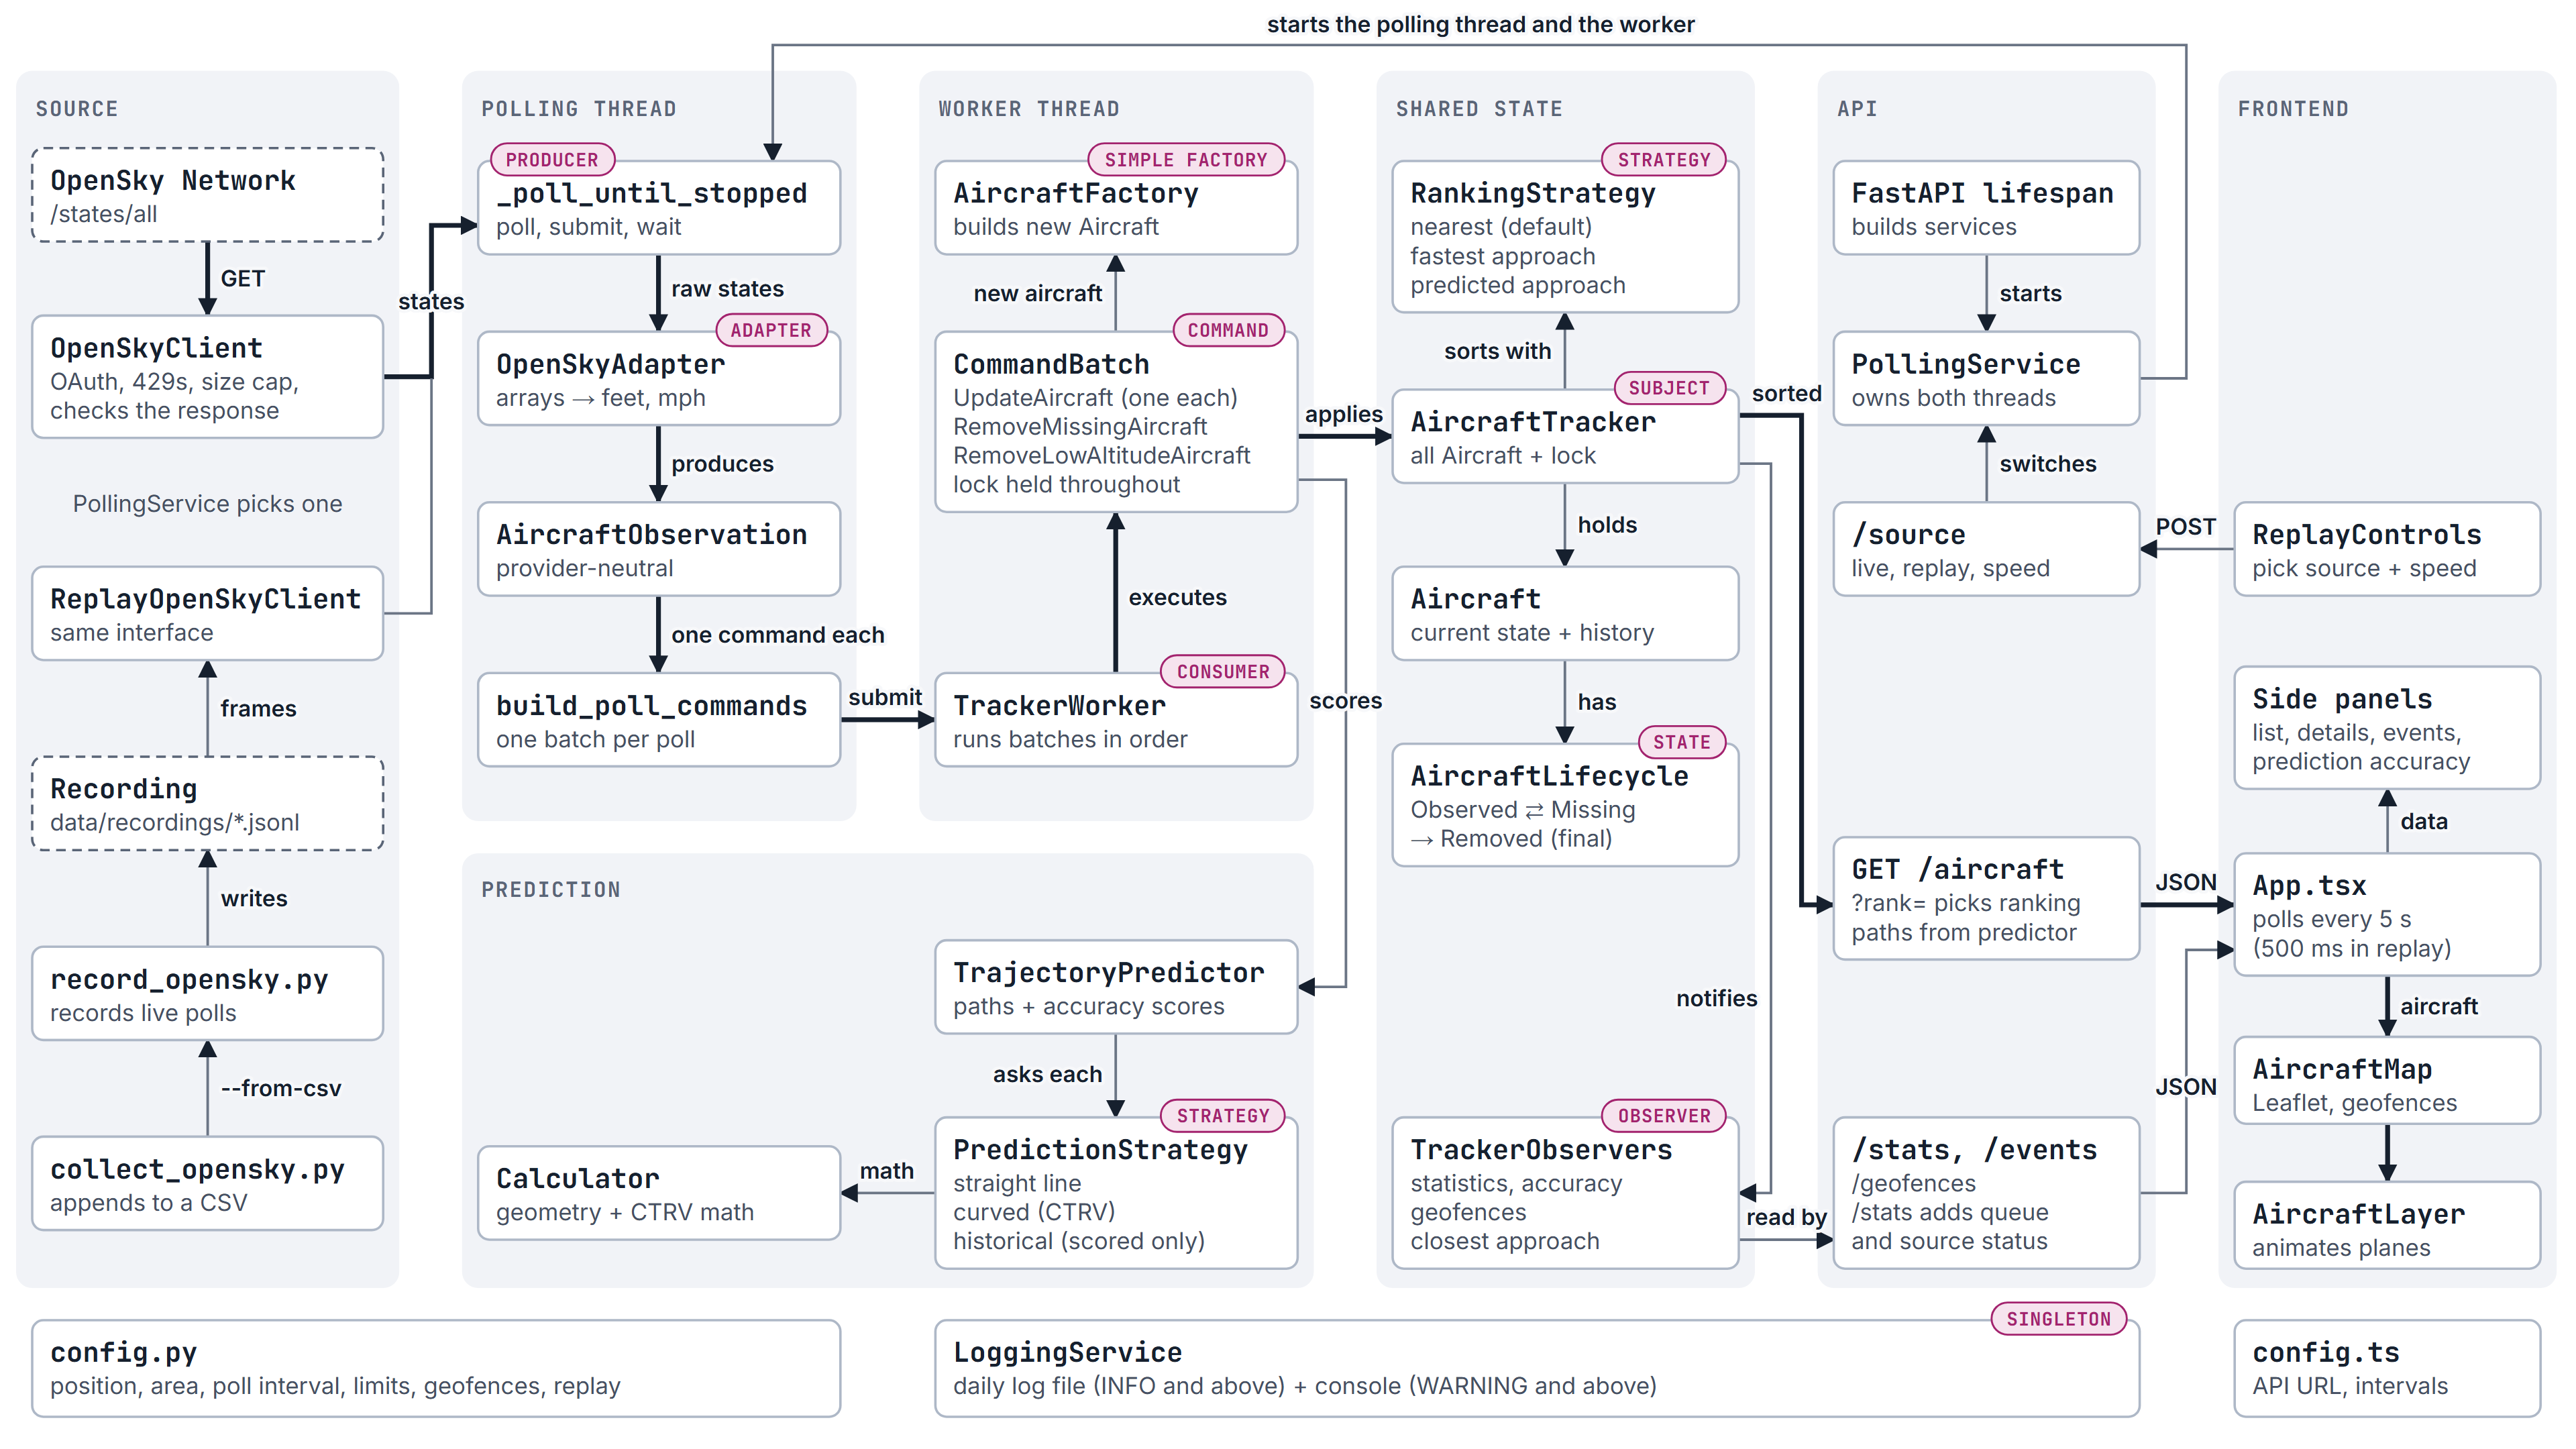 starts the polling thread and the worker
SOURCE
OpenSky Network
/states/all
GET
OpenSkyClient
OAuth, 429s, size cap,
checks the response
states
PollingService picks one
ReplayOpenSkyClient
same interface
frames
Recording
data/recordings/*.jsonl
writes
record_opensky.py
records live polls
--from-csv
collect_opensky.py
appends to a CSV
POLLING THREAD
PRODUCER
_poll_until_stopped
poll, submit, wait
raw states
ADAPTER
OpenSkyAdapter
arrays → feet, mph
produces
AircraftObservation
provider-neutral
one command each
build_poll_commands
one batch per poll
submit
WORKER THREAD
SIMPLE FACTORY
AircraftFactory
builds new Aircraft
new aircraft
COMMAND
CommandBatch
UpdateAircraft (one each)
RemoveMissingAircraft
RemoveLowAltitudeAircraft
lock held throughout
applies
executes
CONSUMER
TrackerWorker
runs batches in order
scores
PREDICTION
TrajectoryPredictor
paths + accuracy scores
asks each
STRATEGY
PredictionStrategy
straight line
curved (CTRV)
historical (scored only)
math
Calculator
geometry + CTRV math
SHARED STATE
STRATEGY
RankingStrategy
nearest (default)
fastest approach
predicted approach
sorts with
SUBJECT
AircraftTracker
all Aircraft + lock
sorted
holds
Aircraft
current state + history
has
STATE
AircraftLifecycle
Observed ⇄ Missing
→ Removed (final)
notifies
OBSERVER
TrackerObservers
statistics, accuracy
geofences
closest approach
read by
API
FastAPI lifespan
builds services
starts
PollingService
owns both threads
switches
/source
live, replay, speed
POST
GET /aircraft
?rank= picks ranking
paths from predictor
JSON
/stats, /events
/geofences
/stats adds queue
and source status
JSON
FRONTEND
ReplayControls
pick source + speed
Side panels
list, details, events,
prediction accuracy
data
App.tsx
polls every 5 s
(500 ms in replay)
aircraft
AircraftMap
Leaflet, geofences
AircraftLayer
animates planes
config.py
position, area, poll interval, limits, geofences, replay
SINGLETON
LoggingService
daily log file (INFO and above) + console (WARNING and above)
config.ts
API URL, intervals